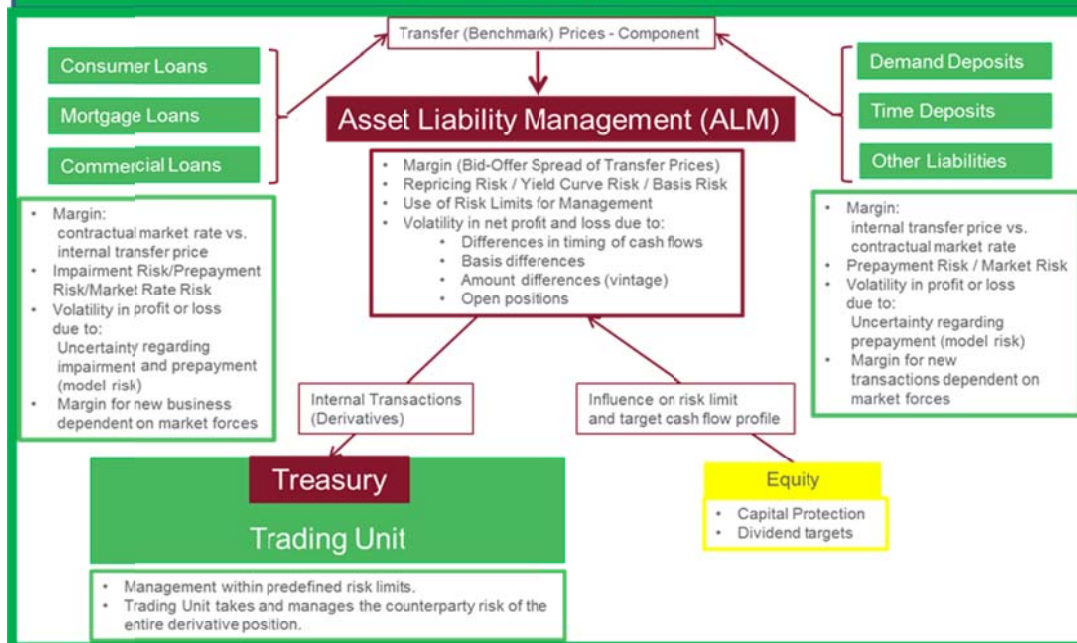 Transfer (Benchmark) Prices - Component
Consumer Loans
Mortgage Loans
Commercial Loans
Demand Deposits
Time Deposits
Other Liabilities
Asset Liability Management (ALM)
• Margin (Bid-Offer Spread of Transfer Prices)
• Repricing Risk / Yield Curve Risk / Basis Risk
• Use of Risk Limits for Management
• Volatility in net profit and loss due to:
• Differences in timing of cash flows
• Basis differences
• Amount differences (vintage)
• Open positions
• Margin:
contractual market rate vs.
internal transfer price
• Impairment Risk/Prepayment
Risk/Market Rate Risk
• Volatility in profit or loss
due to:
Uncertainty regarding
impairment and prepayment
(model risk)
• Margin for new business
dependent on market forces
• Margin:
internal transfer price vs.
contractual market rate
• Prepayment Risk / Market Risk
• Volatility in profit or loss
due to:
Uncertainty regarding
prepayment (model risk)
• Margin for new
transactions dependent on
market forces
Internal Transactions
(Derivatives)
Influence on risk limit
and target cash flow profile
Treasury
Trading Unit
• Management within predefined risk limits.
• Trading Unit takes and manages the counterparty risk of the
entire derivative position.
Equity
• Capital Protection
• Dividend targets